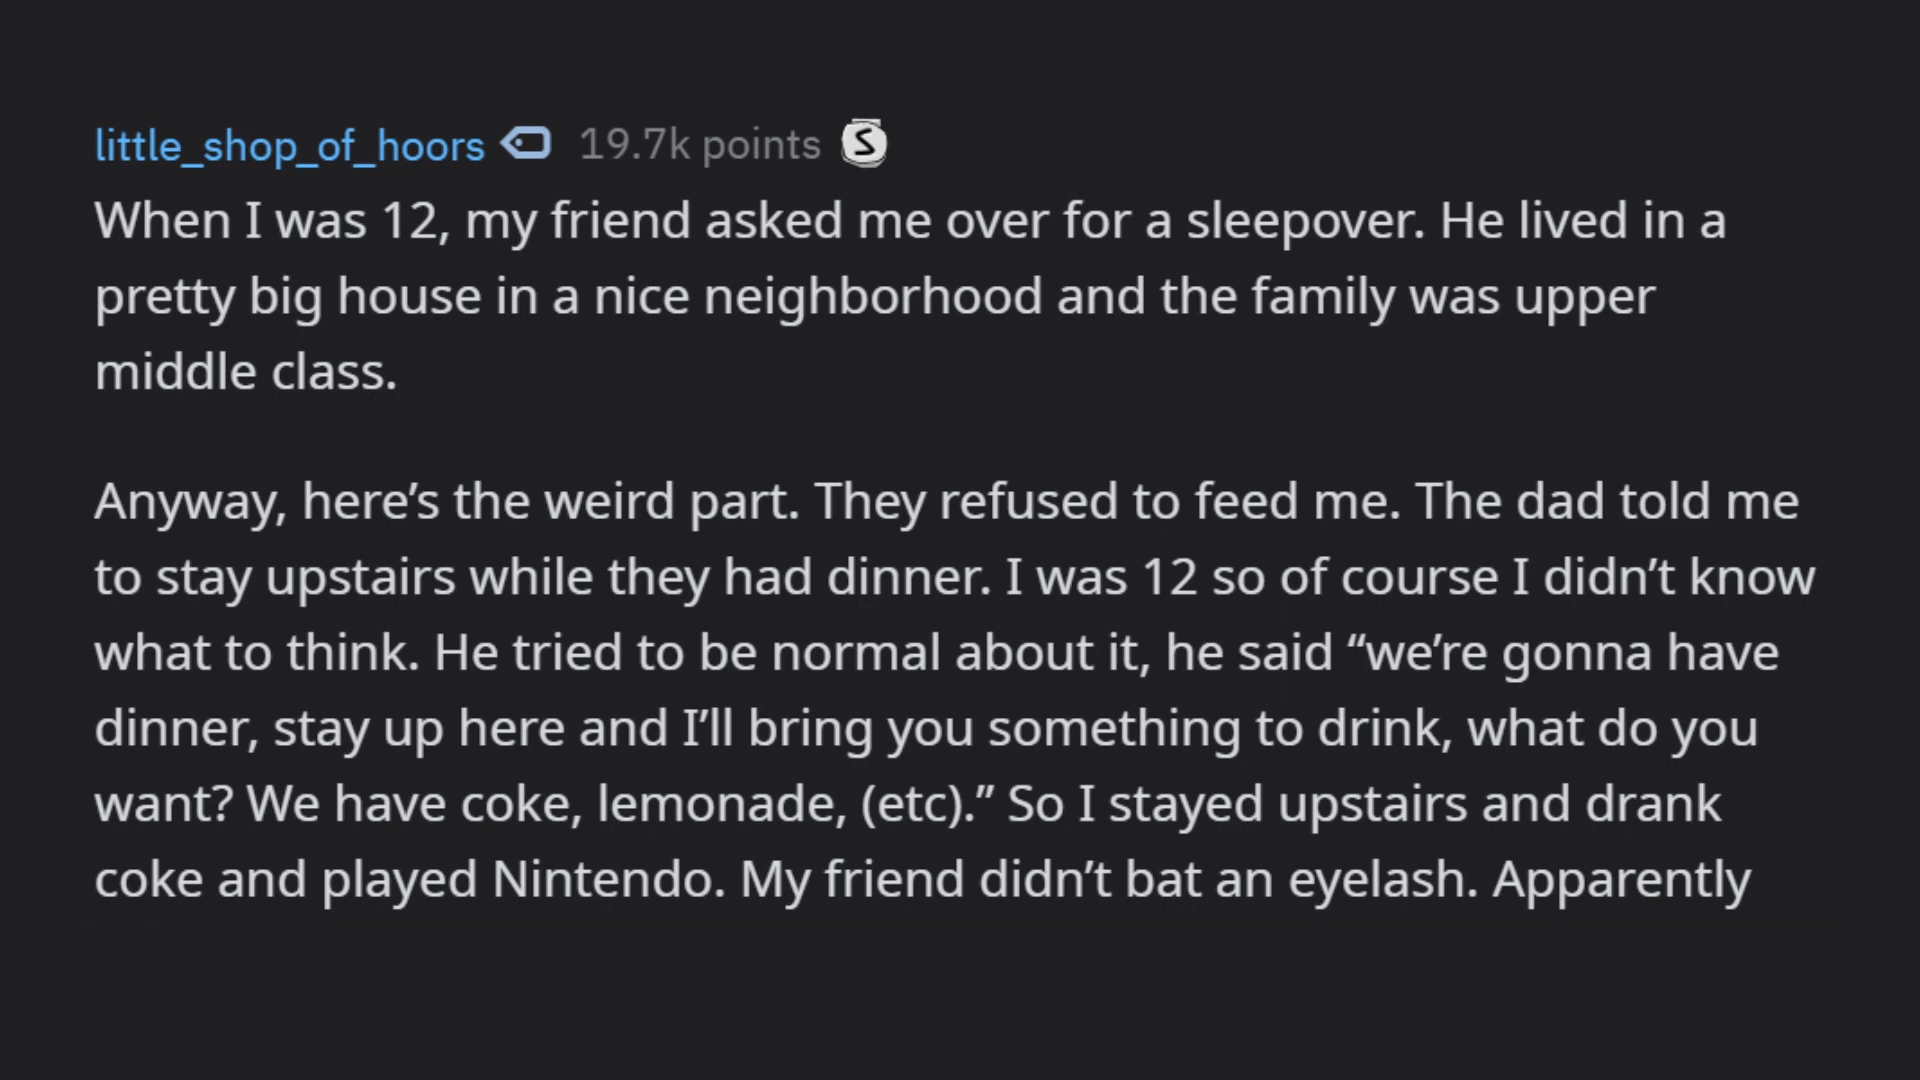 little_shop_of_hoors 19.7k points S
When I was 12, my friend asked me over for a sleepover. He lived in a
pretty big house in a nice neighborhood and the family was upper
middle class.
Anyway, here’s the weird part. They refused to feed me. The dad told me
to stay upstairs while they had dinner. I was 12 so of course I didn’t know
what to think. He tried to be normal about it, he said “we’re gonna have
dinner, stay up here and I’ll bring you something to drink, what do you
want? We have coke, lemonade, (etc).” So I stayed upstairs and drank
coke and played Nintendo. My friend didn’t bat an eyelash. Apparently